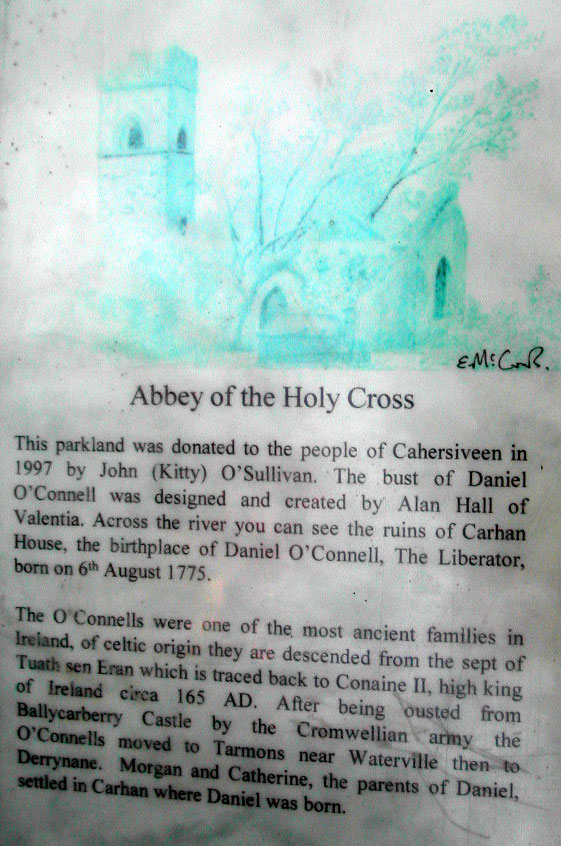 Abbey of the Holy Cross
This parkland was donated to the people of Cahersiveen in
1997 by John (Kitty) O'Sullivan. The bust of Daniel
O'Connell was designed and created by Alan Hall of
Valentia. Across the river you can see the ruins of Carhan
House, the birthplace of Daniel O'Connell, The Liberator,
born on 6th August 1775.
The O'Connells were one of the most ancient families in
Ireland, of celtic origin they are descended from the sept of
Tuath sen Eran which is traced back to Conaine II, high king
of Ireland circa 165 AD. After being ousted from
Ballycarberry Castle by the Cromwellian army the
O'Connells moved to Tarmons near Waterville then to
Derrynane. Morgan and Catherine, the parents of Daniel,
settled in Carhan where Daniel was born.